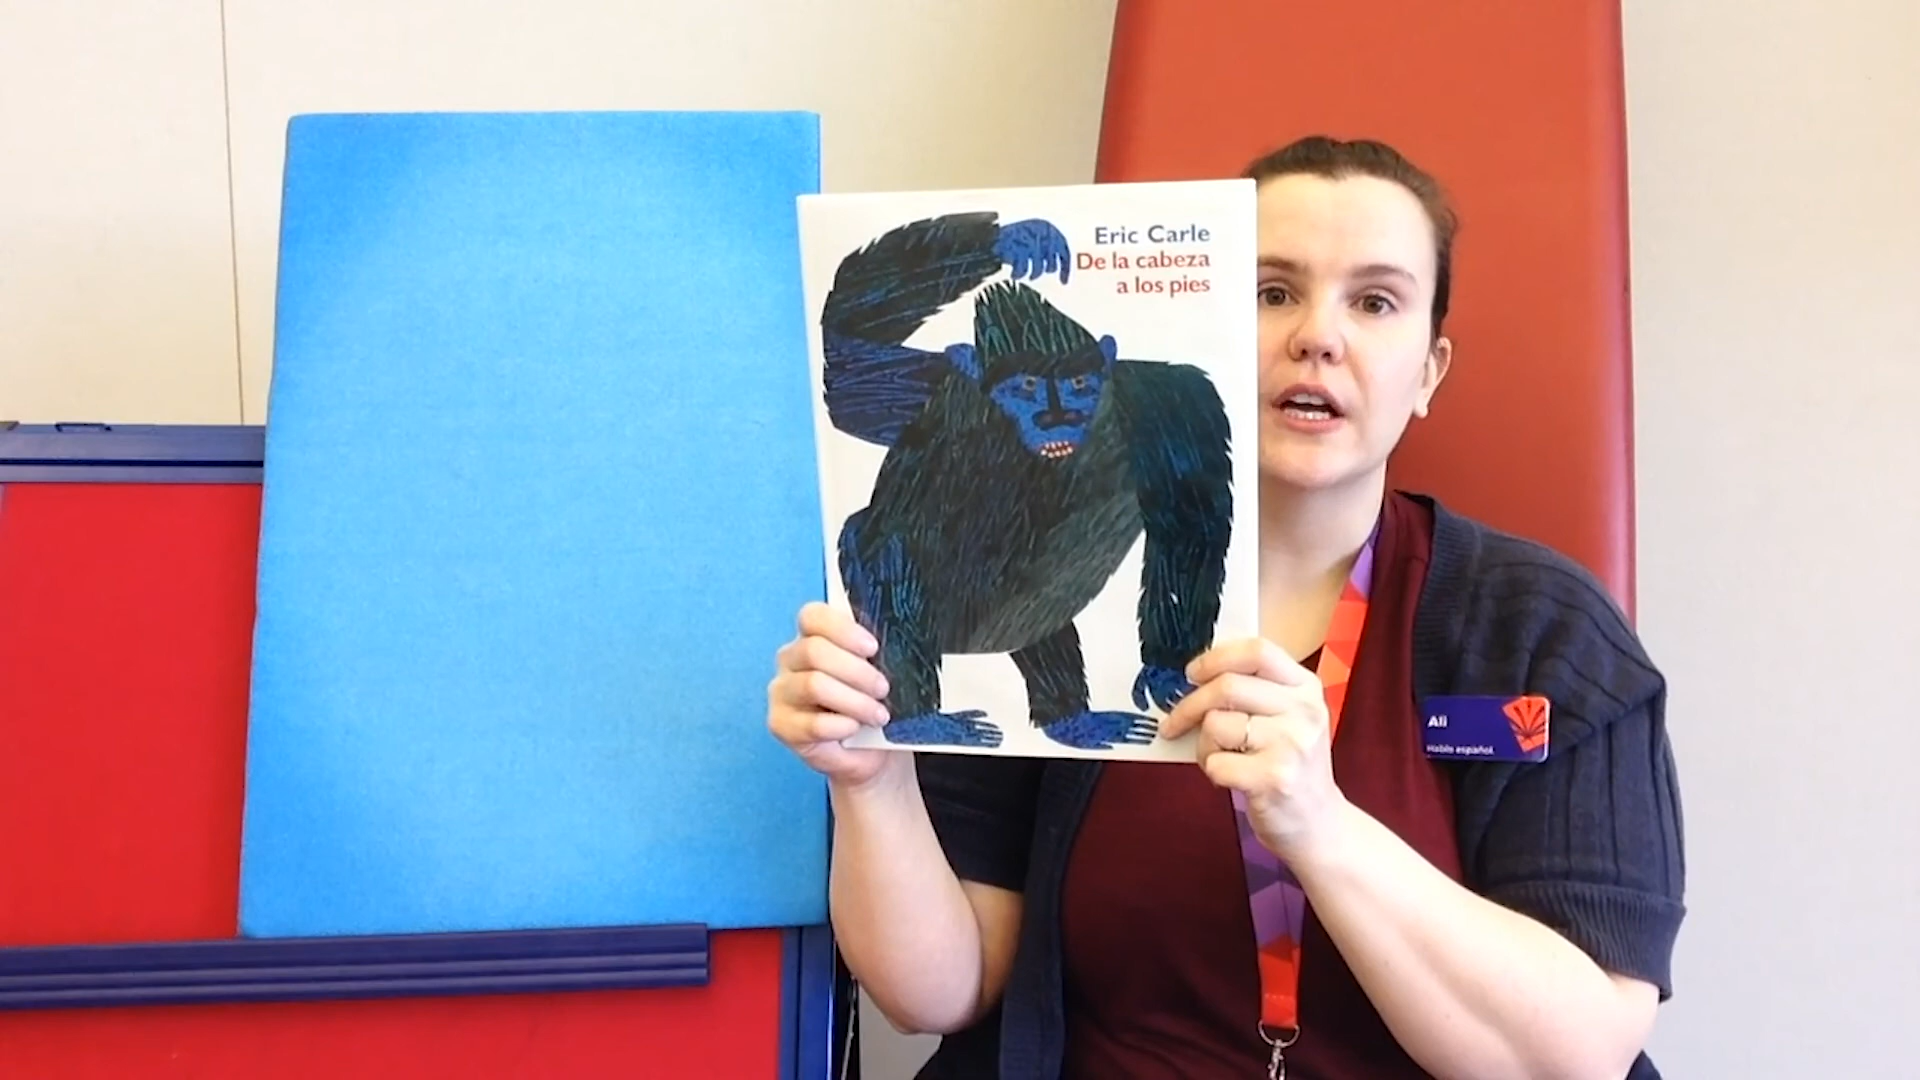 Eric Carle
De la cabeza
a los pies
Ali
Hablo español.